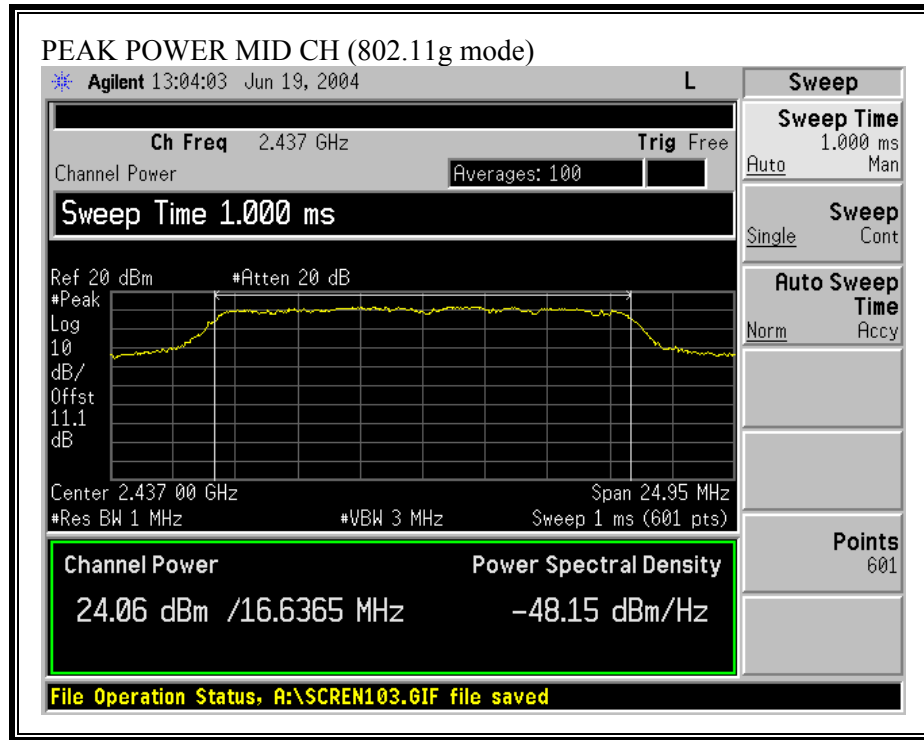 PEAK POWER MID CH (802.11g mode)
Agilent 13:04:03 Jun 19, 2004 L
Ch Freq 2.437 GHz Trig Free
Channel Power Averages: 100
Sweep Time 1.000 ms
Ref 20 dBm #Atten 20 dB
#Peak
Log
10
dB/
Offst
11.1
dB
Center 2.437 00 GHz Span 24.95 MHz
#Res BW 1 MHz #VBW 3 MHz Sweep 1 ms (601 pts)
Channel Power Power Spectral Density
24.06 dBm /16.6365 MHz -48.15 dBm/Hz
File Operation Status, A:\SCREN103.GIF file saved
Sweep
Sweep Time
1.000 ms
Auto Man
Sweep
Single Cont
Auto Sweep
Time
Norm Accy
Points
601